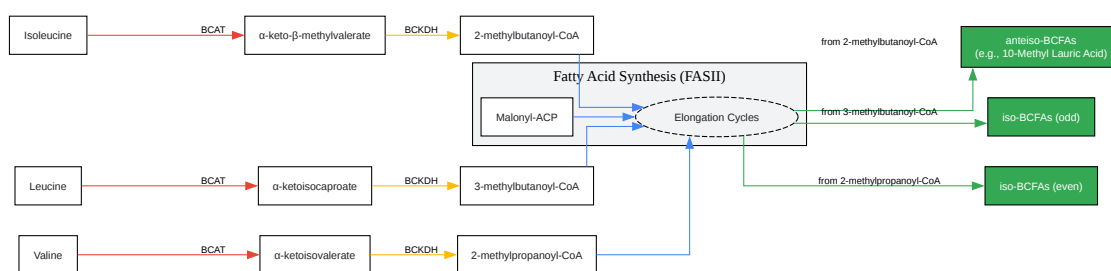 Isoleucine
BCAT
α-keto-β-methylvalerate
BCKDH
2-methylbutanoyl-CoA
from 2-methylbutanoyl-CoA
anteiso-BCFAs
(e.g., 10-Methyl Lauric Acid)
Fatty Acid Synthesis (FASII)
Malonyl-ACP
Elongation Cycles
from 3-methylbutanoyl-CoA
iso-BCFAs (odd)
Leucine
BCAT
α-ketoisocaproate
BCKDH
3-methylbutanoyl-CoA
from 2-methylpropanoyl-CoA
iso-BCFAs (even)
Valine
BCAT
α-ketoisovalerate
BCKDH
2-methylpropanoyl-CoA